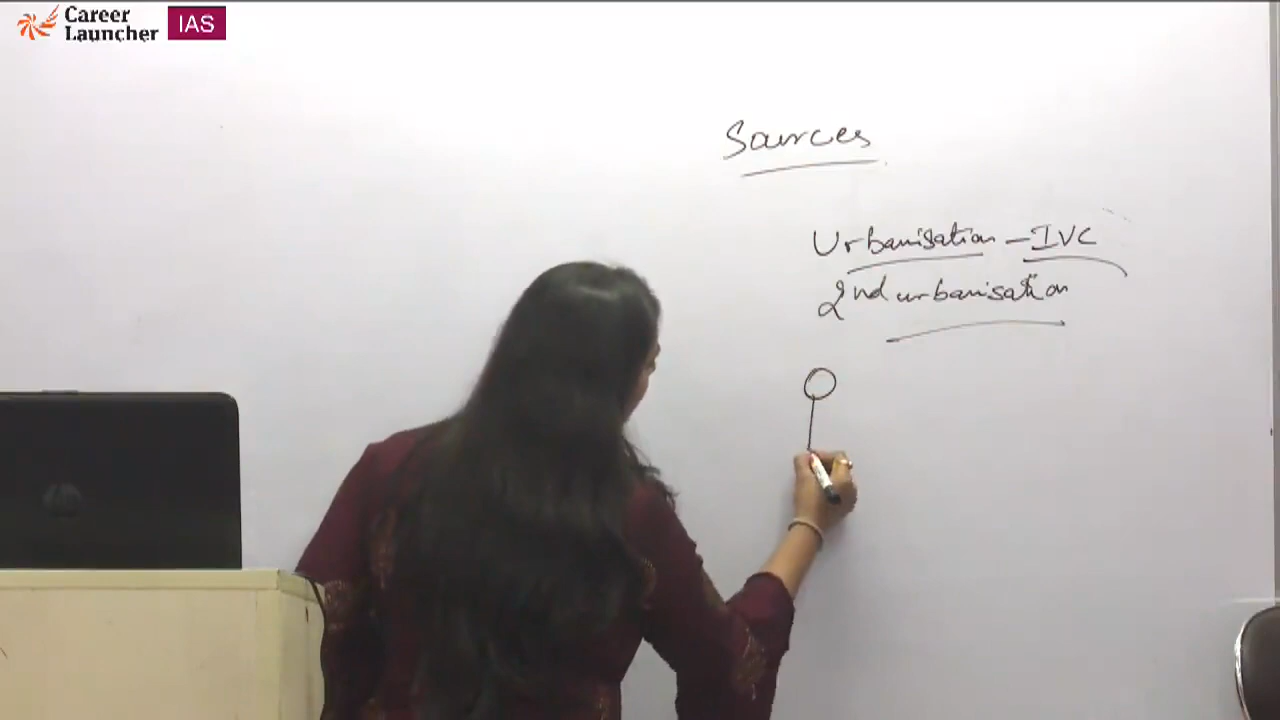 Career
Launcher
IAS
Sources
Urbanisation - IVC
2nd urbanisation